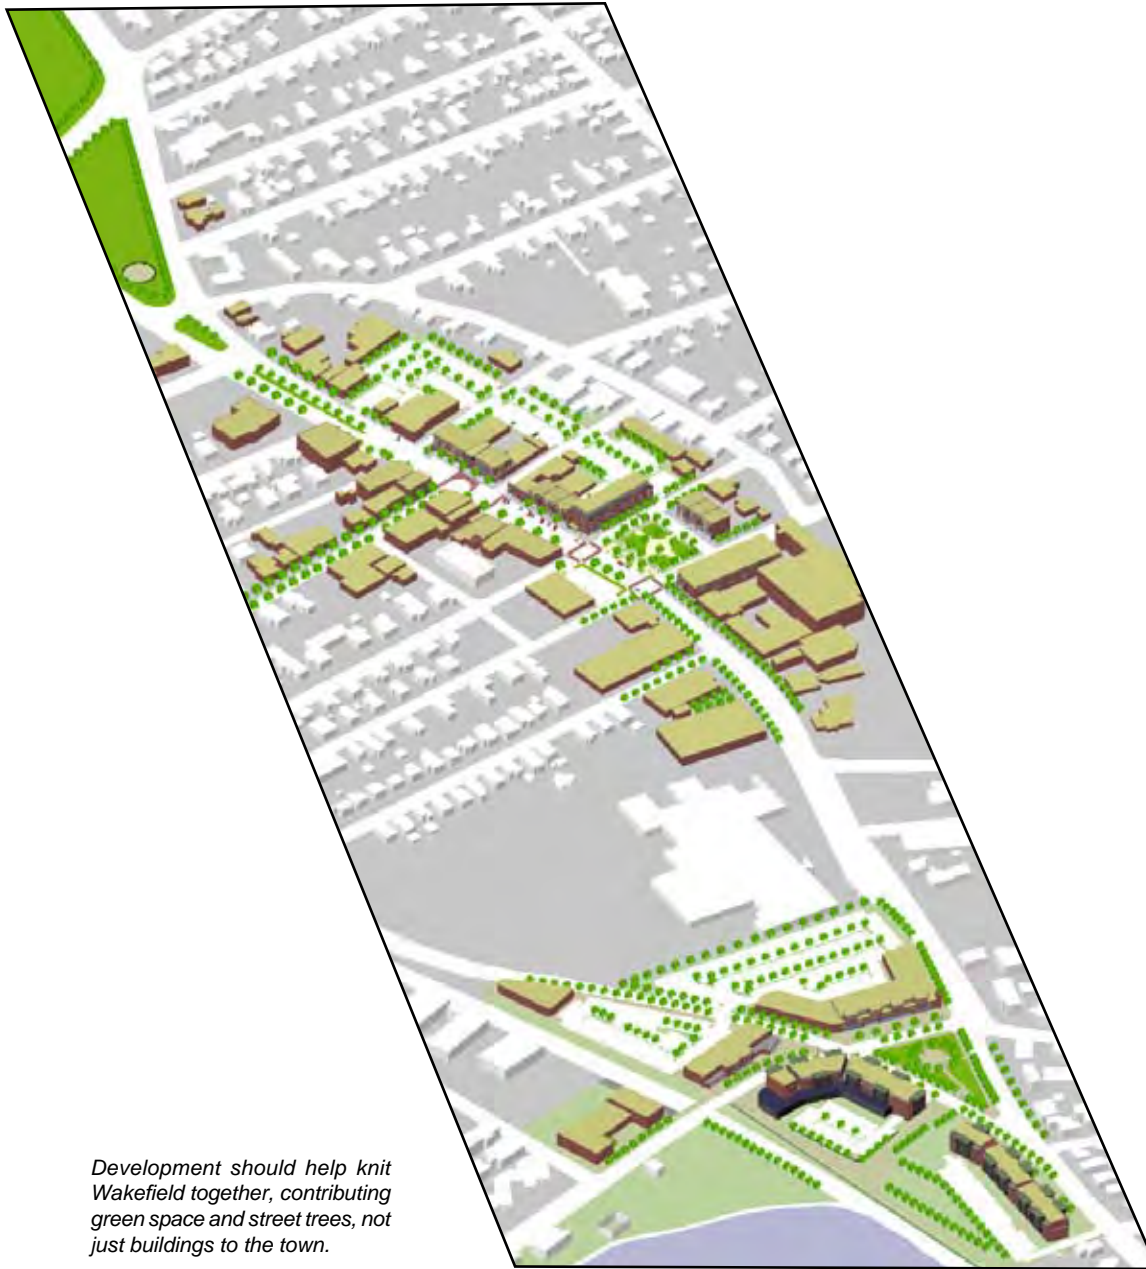 Development should help knit
Wakefield together, contributing
green space and street trees, not
just buildings to the town.